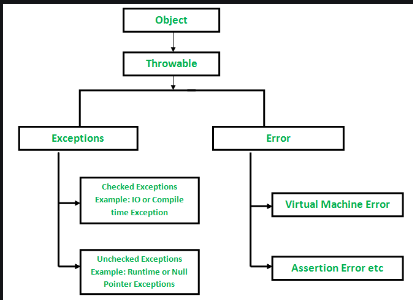 Object
Throwable
Exceptions
Error
Checked Exceptions
Example: IO or Compile
time Exception
Virtual Machine Error
Unchecked Exceptions
Example: Runtime or Null
Pointer Exceptions
Assertion Error etc